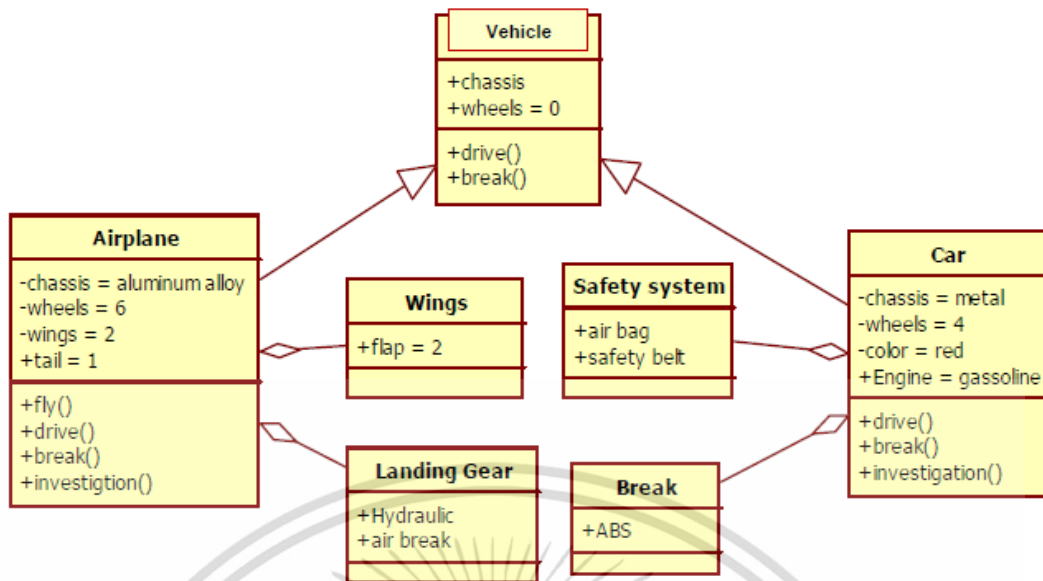 Vehicle
+chassis
+wheels = 0
+drive()
+break()
Airplane
-chassis = aluminum alloy
-wheels = 6
-wings = 2
+tail = 1
+fly()
+drive()
+break()
+investigtion()
Wings
+flap = 2
Landing Gear
+Hydraulic
+air break
Safety system
+air bag
+safety belt
Break
+ABS
Car
-chassis = metal
-wheels = 4
-color = red
+Engine = gassoline
+drive()
+break()
+investigation()